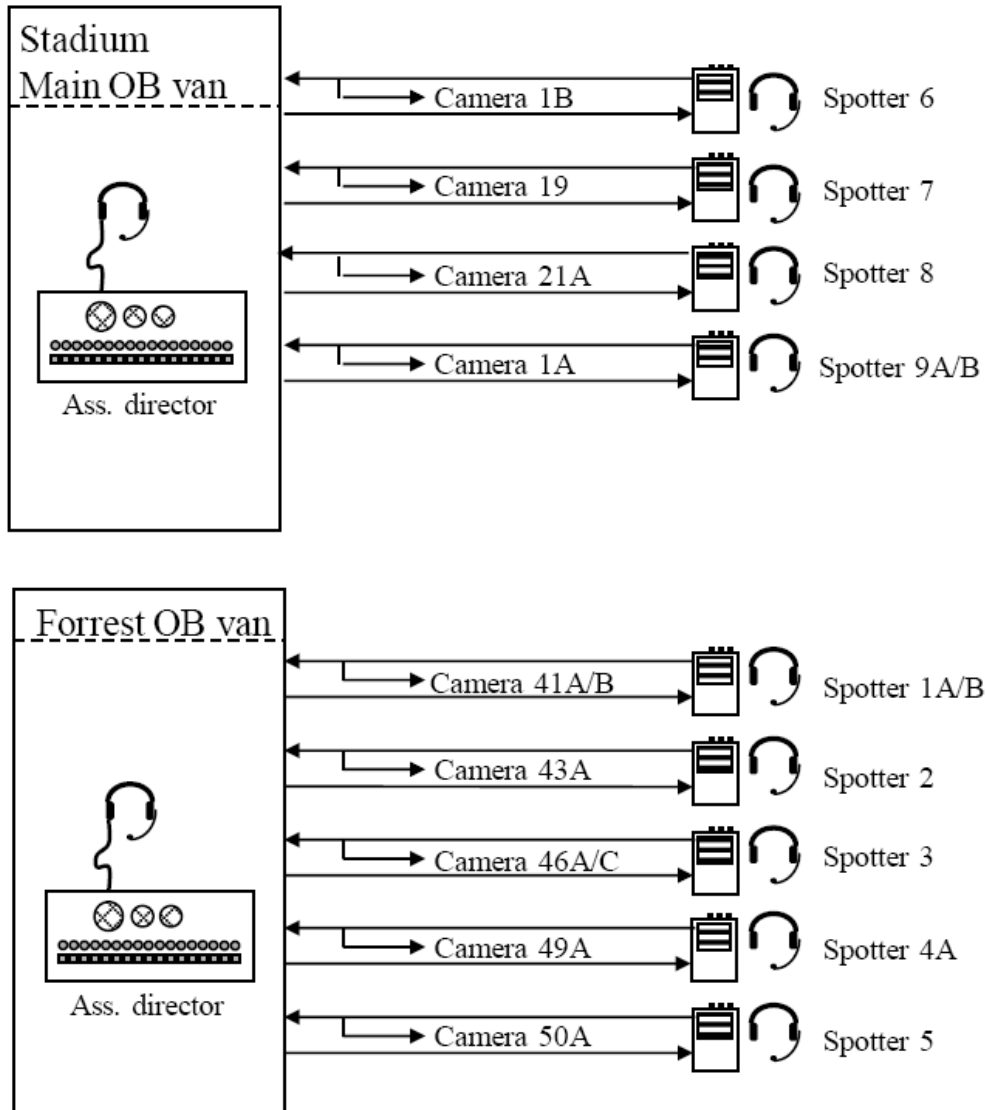 Stadium
Main OB van
Camera 1B
Spotter 6
Camera 19
Spotter 7
Camera 21A
Spotter 8
Camera 1A
Spotter 9A/B
Ass. director
Forrest OB van
Camera 41A/B
Spotter 1A/B
Camera 43A
Spotter 2
Camera 46A/C
Spotter 3
Camera 49A
Spotter 4A
Ass. director
Camera 50A
Spotter 5